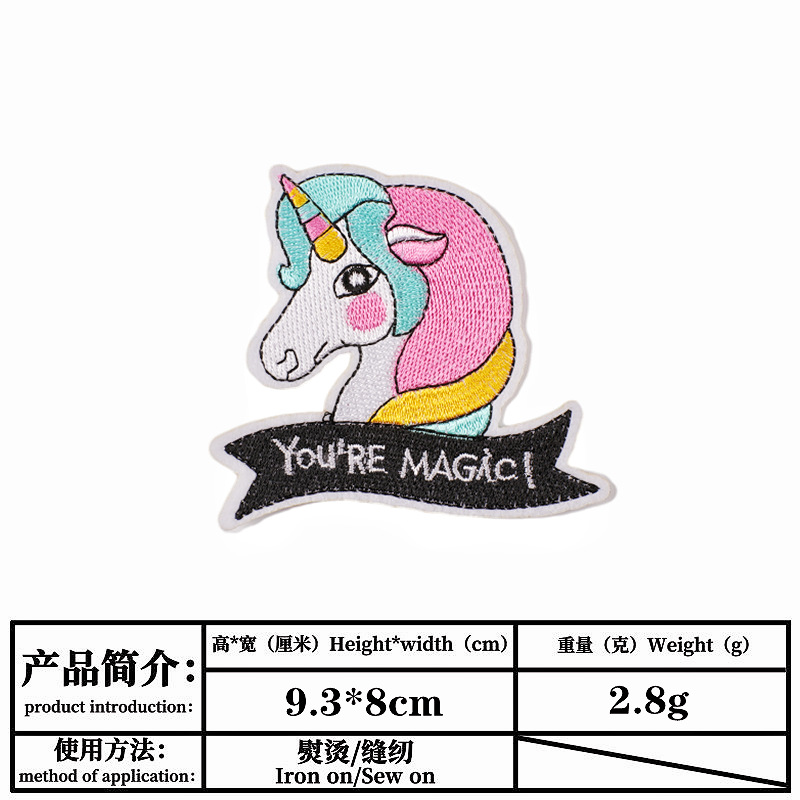 YOU'RE MAGIC!
高*宽（厘米）Height*width（cm）
重量（克）Weight（g）
产品简介：
product introduction:
9.3*8cm
2.8g
使用方法：
method of application:
熨烫/缝纫
Iron on/Sew on